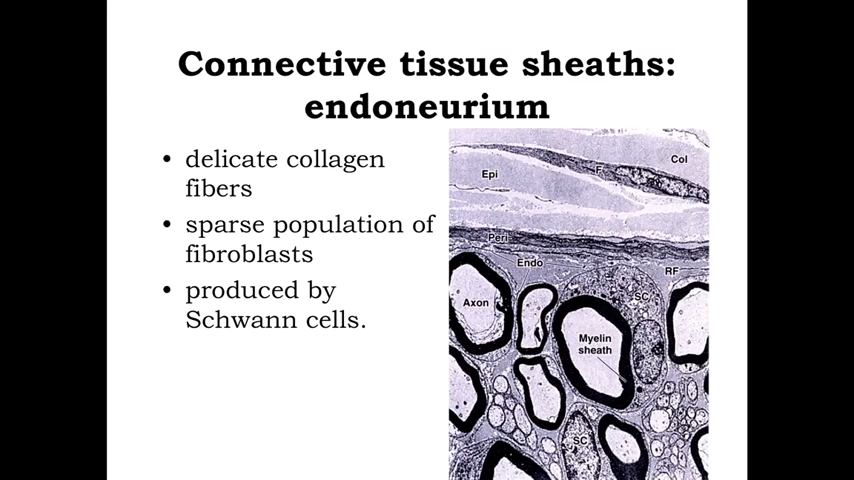 Connective tissue sheaths:
endoneurium
• delicate collagen
fibers
• sparse population of
fibroblasts
• produced by
Schwann cells.
Col
Epi
F
Peri
Endo
RF
SC
Axon
Myelin
sheath
SC